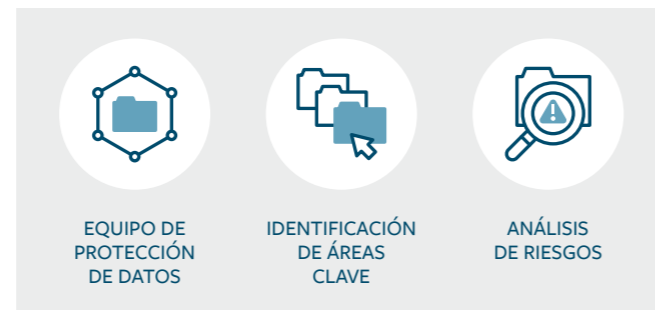 EQUIPO DE
PROTECCIÓN
DE DATOS
IDENTIFICACIÓN
DE ÁREAS
CLAVE
ANÁLISIS
DE RIESGOS